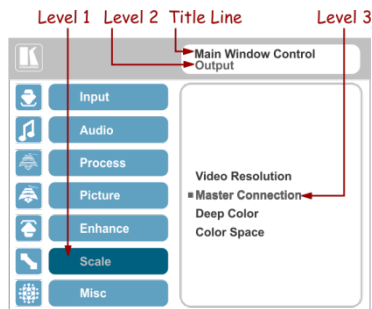 Level 1 Level 2 Title Line Level 3
K
Main Window Control
Output
Input
Audio
Process
Picture
Enhance
Scale
Misc
Video Resolution
Master Connection
Deep Color
Color Space